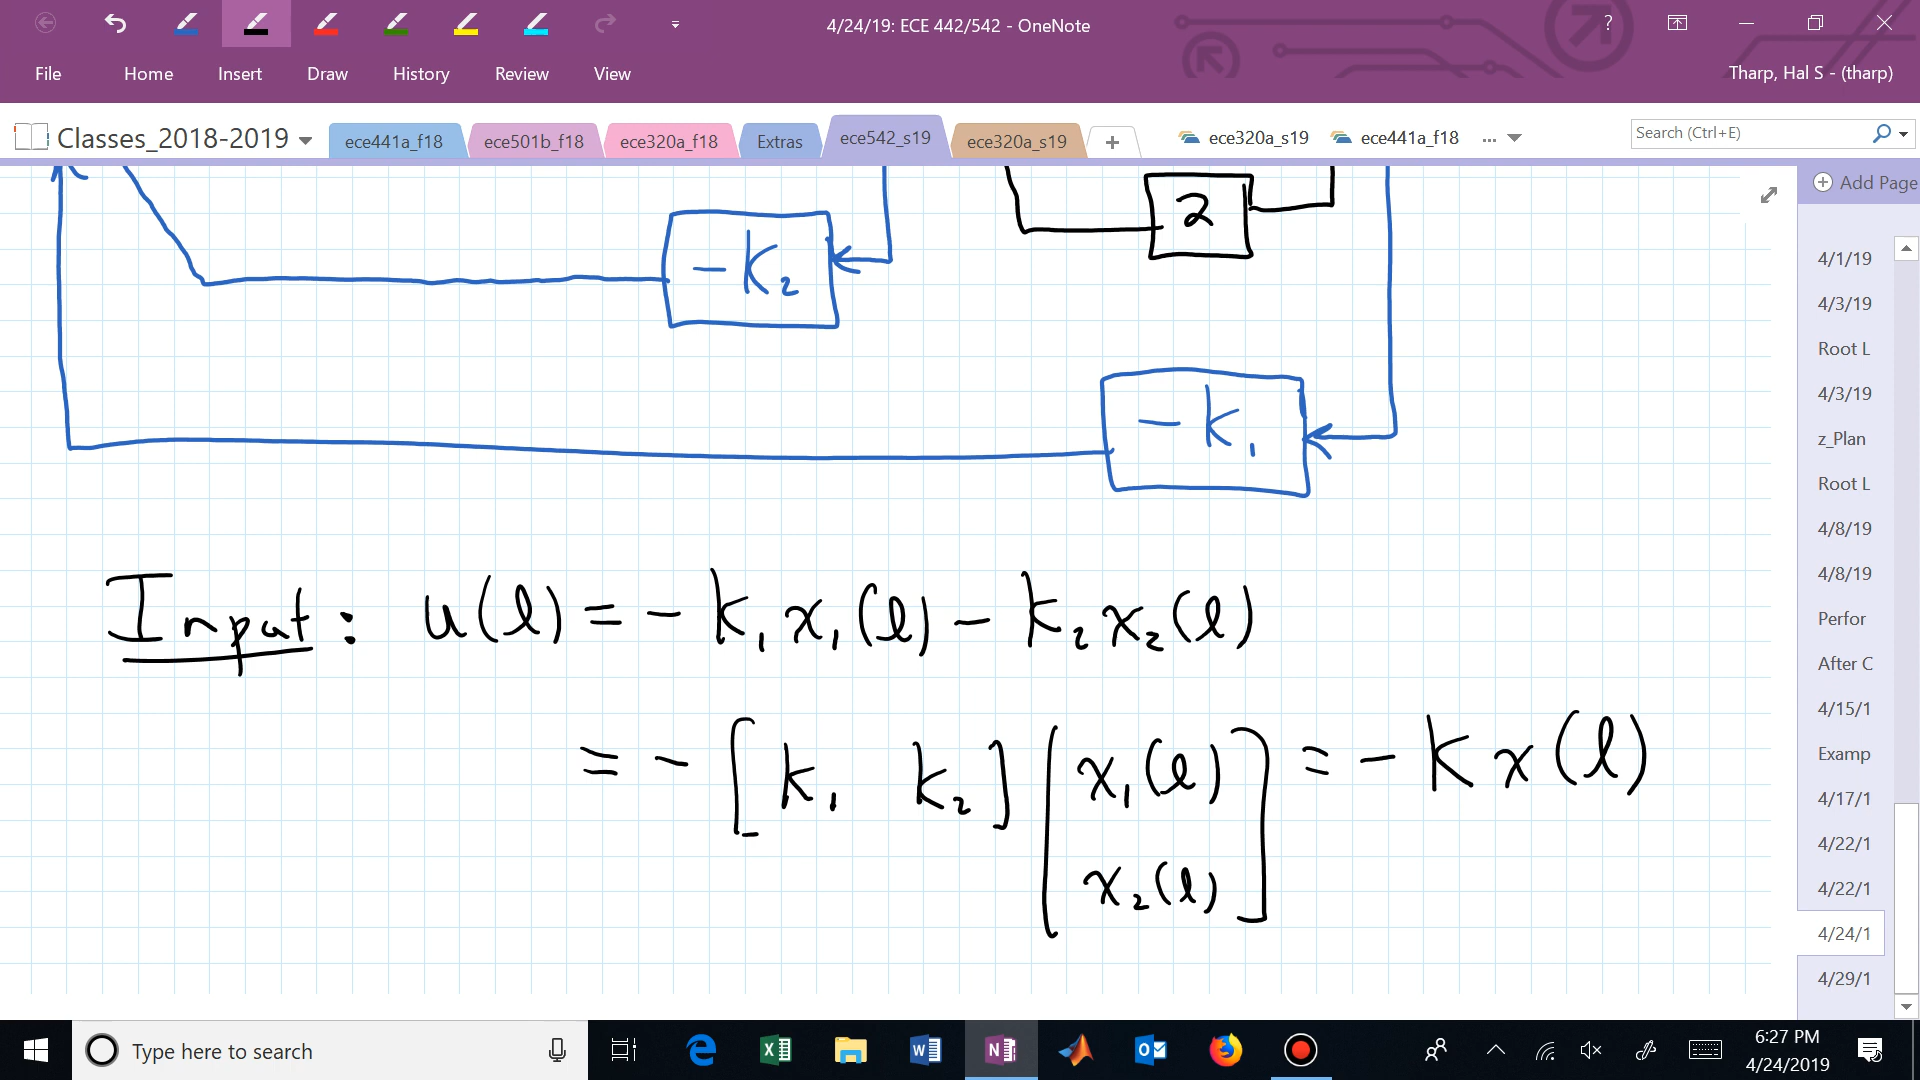 4/24/19: ECE 442/542 - OneNote
?
File Home Insert Draw History Review View
Tharp, Hal S - (tharp)
Classes_2018-2019
ece441a_f18
ece501b_f18
ece320a_f18
Extras
ece542_s19
ece320a_s19
+
ece320a_s19
ece441a_f18
...
Search (Ctrl+E)
Add Page
4/1/19
4/3/19
Root L
4/3/19
z_Plan
Root L
4/8/19
4/8/19
Perfor
After C
4/15/1
Examp
4/17/1
4/22/1
4/22/1
4/24/1
4/29/1
2
- K₂
- K₁
Input: u(l) = - K₁ x₁(l) - K₂ x₂(l)
= - [ K₁ K₂ ] [ x₁(l) ] = - K x(l)
x₂(l)
Type here to search
6:27 PM
4/24/2019